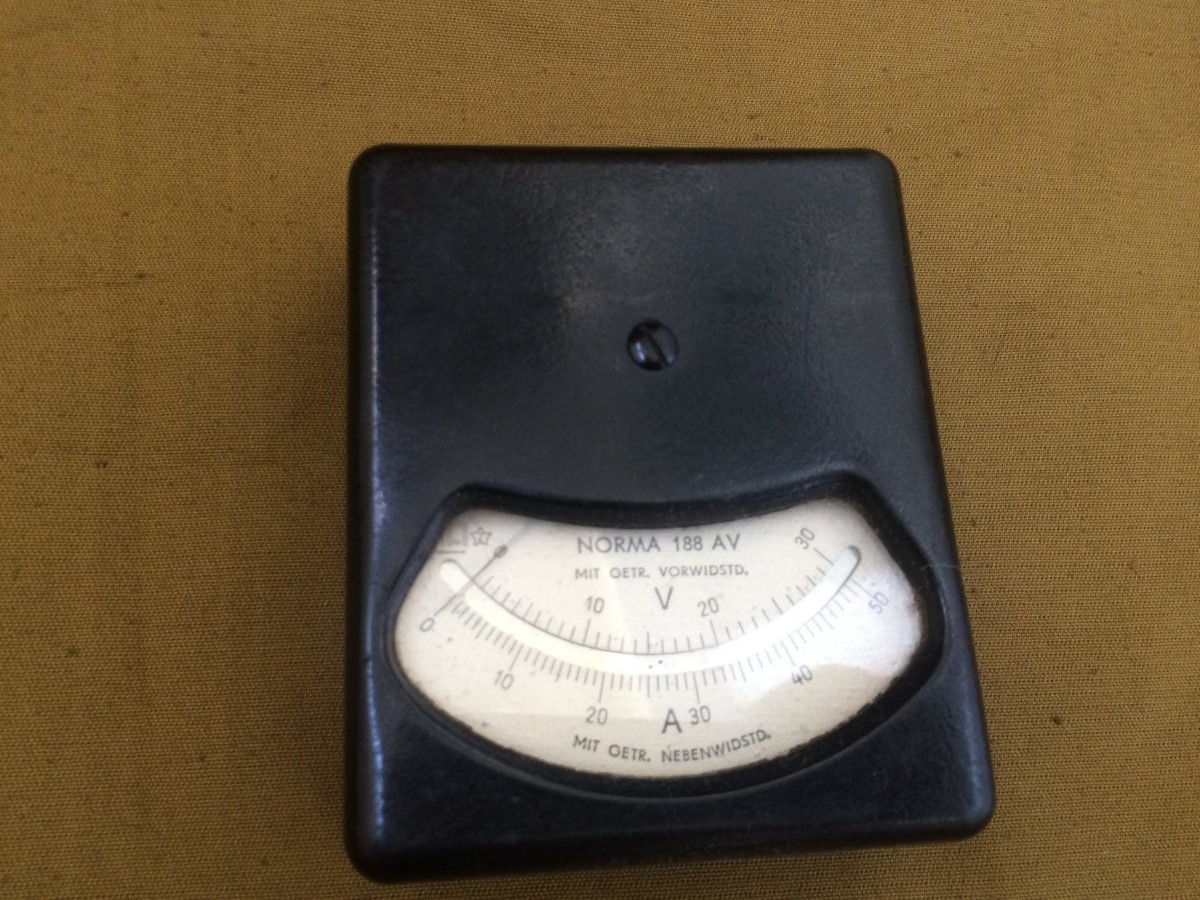 NORMA 188 AV
MIT GETR. VORWIDSTD.
30
10 V 20
0 50
10 40
20 A 30
MIT GETR. NEBENWIDSTD.